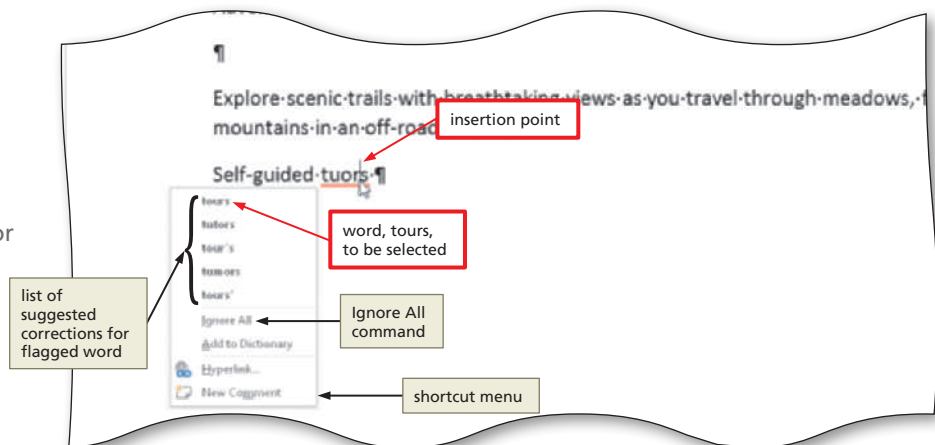 ¶
Explore·scenic·trails·with·breathtaking·views·as·you·travel·through·meadows,·f
mountains·in·an·off-road
insertion point
Self-guided·tuors·¶
tours
tutors
tour's
tumors
tours'
word, tours,
to be selected
or
list of
suggested
corrections for
flagged word
Ignore All
Ignore All
command
Add to Dictionary
Hyperlink...
New Comment
shortcut menu